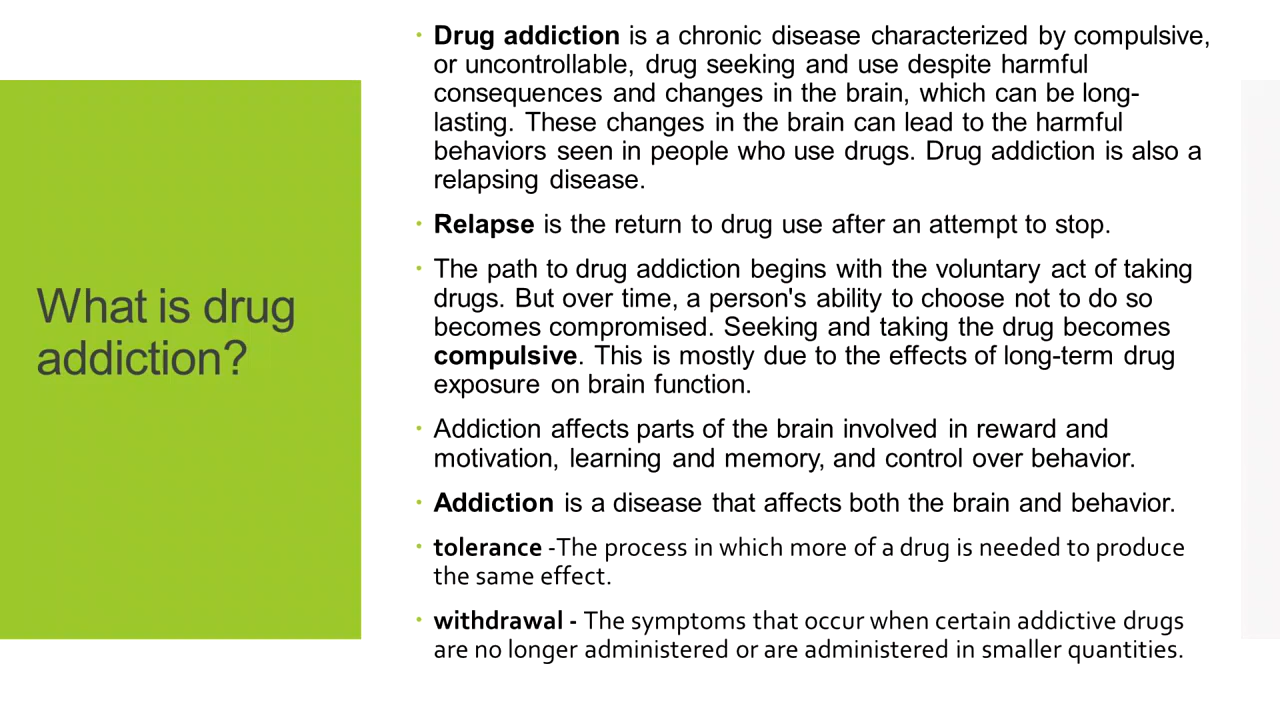 What is drug
addiction?
• Drug addiction is a chronic disease characterized by compulsive,
or uncontrollable, drug seeking and use despite harmful
consequences and changes in the brain, which can be long-
lasting. These changes in the brain can lead to the harmful
behaviors seen in people who use drugs. Drug addiction is also a
relapsing disease.
• Relapse is the return to drug use after an attempt to stop.
• The path to drug addiction begins with the voluntary act of taking
drugs. But over time, a person's ability to choose not to do so
becomes compromised. Seeking and taking the drug becomes
compulsive. This is mostly due to the effects of long-term drug
exposure on brain function.
• Addiction affects parts of the brain involved in reward and
motivation, learning and memory, and control over behavior.
• Addiction is a disease that affects both the brain and behavior.
• tolerance -The process in which more of a drug is needed to produce
the same effect.
• withdrawal - The symptoms that occur when certain addictive drugs
are no longer administered or are administered in smaller quantities.